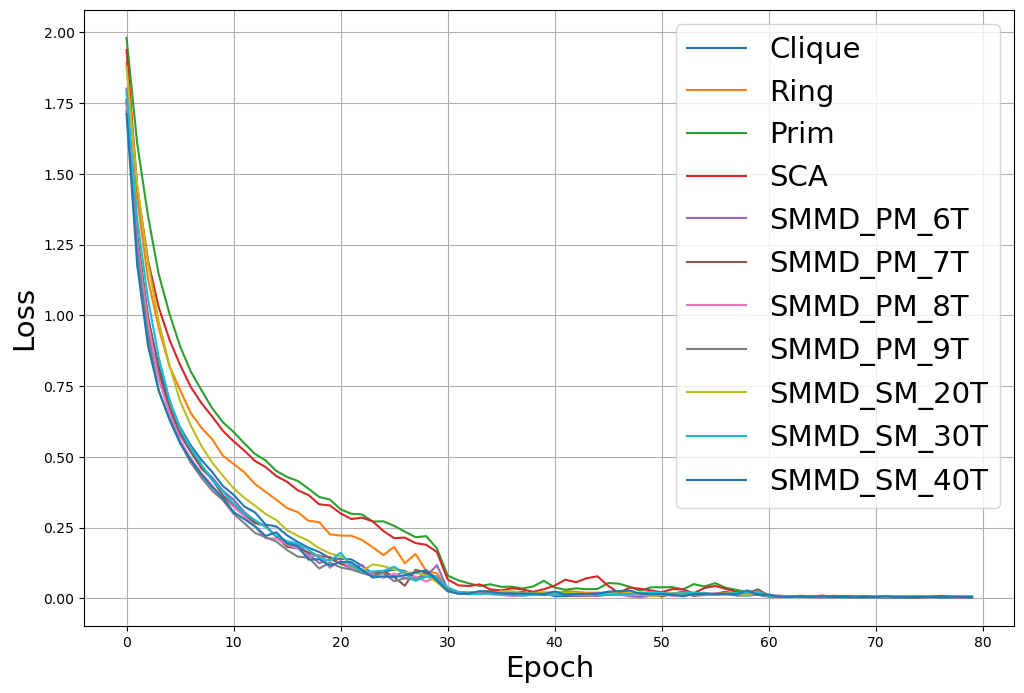 2.00
1.75
1.50
1.25
1.00
0.75
0.50
0.25
0.00
Loss
0
10
20
30
40
50
60
70
80
Epoch
Clique
Ring
Prim
SCA
SMMD_PM_6T
SMMD_PM_7T
SMMD_PM_8T
SMMD_PM_9T
SMMD_SM_20T
SMMD_SM_30T
SMMD_SM_40T